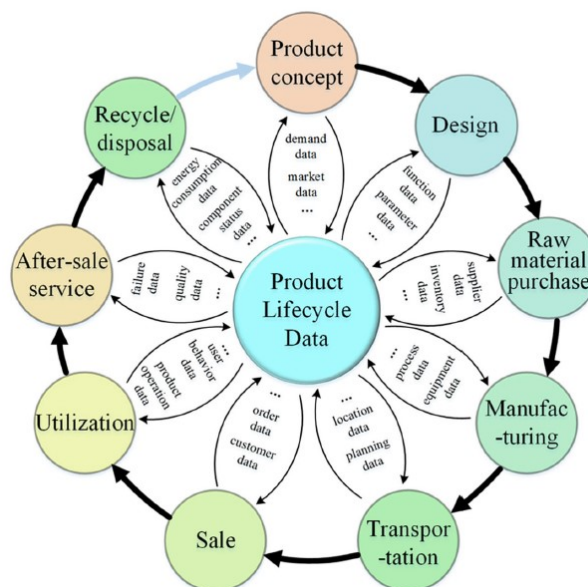 Product
concept
Design
Raw
material
purchase
Manufac
-turing
Transpor
-tation
Sale
Utilization
After-sale
service
Recycle/
disposal
Product
Lifecycle
Data
demand
data
market
data
...
function
data
parameter
data
...
supplier
data
inventory
data
...
...
process
data
equipment
data
...
location
data
planning
data
...
order
data
customer
data
...
user
behavior
data
product
operation
data
failure
data
quality
data
...
energy
consumption
data
component
status
data
...